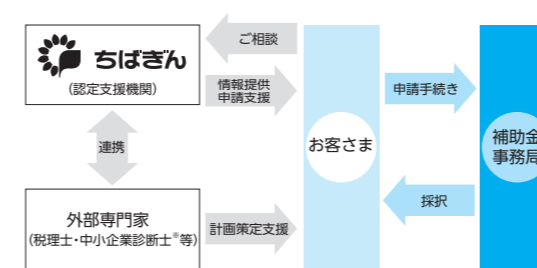 ちばぎん
(認定支援機関)
ご相談
情報提供
申請支援
連携
外部専門家
(税理士・中小企業診断士※等)
計画策定支援
お客さま
申請手続き
採択
補助金
事務局